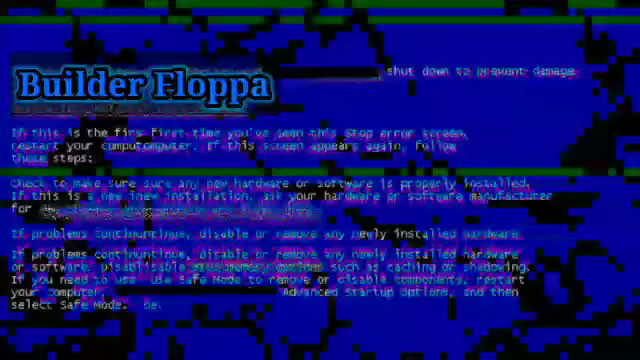 Builder Floppa
shut down to prevent damage
If this is the firs first-time you've seen this Stop error screen,
restart your computcomputer. If this screen appears again, follow
these steps:
Check to make sure sure any new hardware or software is properly installed.
If this is a new installation, your hardware or software manufacturer
for
If problems continuntinue, disable or remove any newly installed hardware
If problems contiuntinue, disable or remove any newly installed hardware
or software. such as caching or shadowing.
If you need to use Use Safe Mode to remove or disable components, restart
your computer, Advanced Startup Options, and then
select Safe Mode.